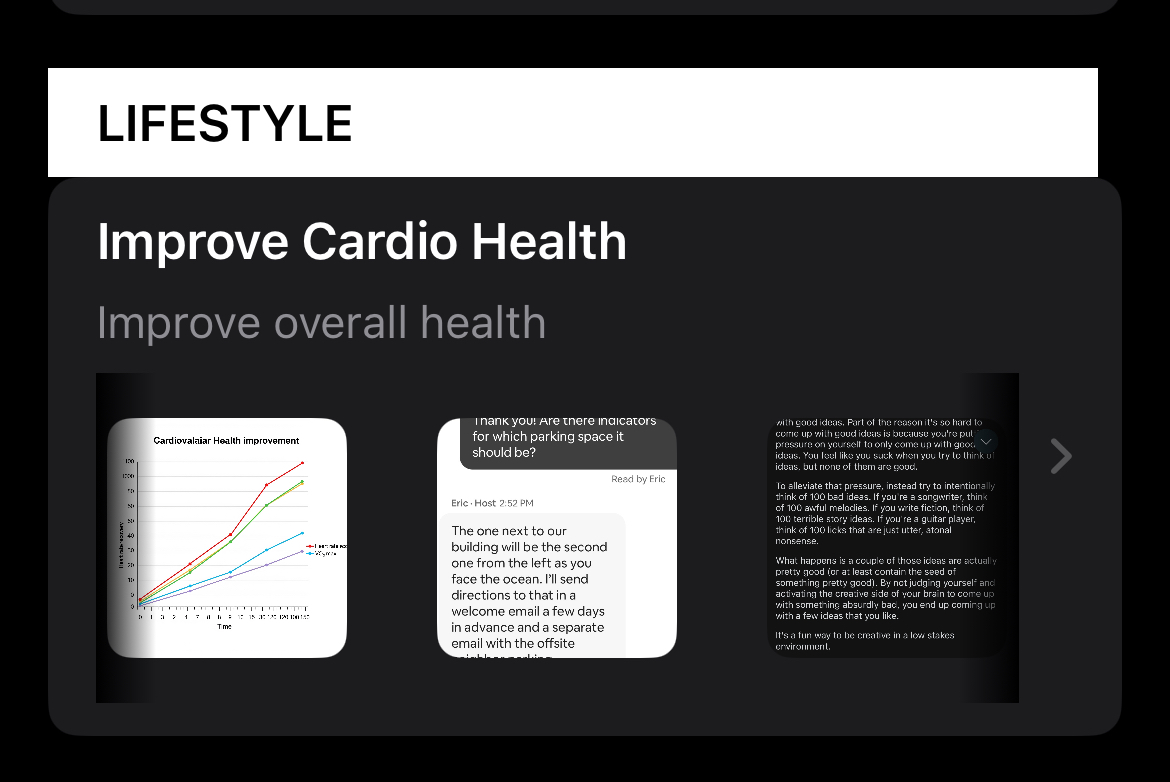 LIFESTYLE
Improve Cardio Health
Improve overall health
Cardiovalaiar Health improvement
Time
Thank you! Are there indicators
for which parking space it
should be?
Read by Eric
Eric · Host 2:52 PM
The one next to our
building will be the second
one from the left as you
face the ocean. I'll send
directions to that in a
welcome email a few days
in advance and a separate
email with the offsite
with good ideas. Part of the reason it's so hard to
come up with good ideas is because you're put
pressure on yourself to only come up with good
ideas. You feel like you suck when you try to think of
ideas, but none of them are good.
To alleviate that pressure, instead try to intentionally
think of 100 bad ideas. If you're a songwriter, think
of 100 awful melodies. If you write fiction, think of
100 terrible story ideas. If you're a guitar player,
think of 100 licks that are just utter, atonal
nonsense.
What happens is a couple of those ideas are actually
pretty good (or at least contain the seed of
something pretty good). By not judging yourself and
activating the creative side of your brain to come up
with something absurdly bad, you end up coming up
with a few ideas that you like.
It's a fun way to be creative in a low stakes
environment.